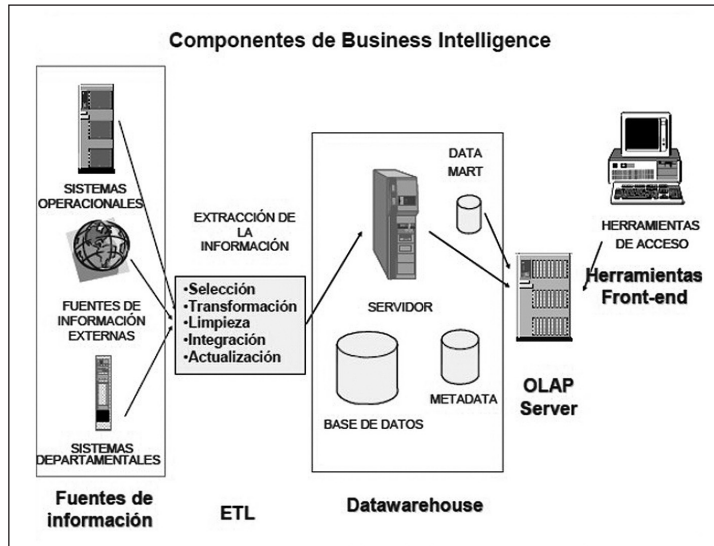 Componentes de Business Intelligence
SISTEMAS
OPERACIONALES
FUENTES DE
INFORMACIÓN
EXTERNAS
SISTEMAS
DEPARTAMENTALES
Fuentes de
información
EXTRACCIÓN DE
LA
INFORMACIÓN
•Selección
•Transformación
•Limpieza
•Integración
•Actualización
ETL
DATA
MART
SERVIDOR
BASE DE DATOS
METADATA
Datawarehouse
OLAP
Server
HERRAMIENTAS
DE ACCESO
Herramientas
Front-end